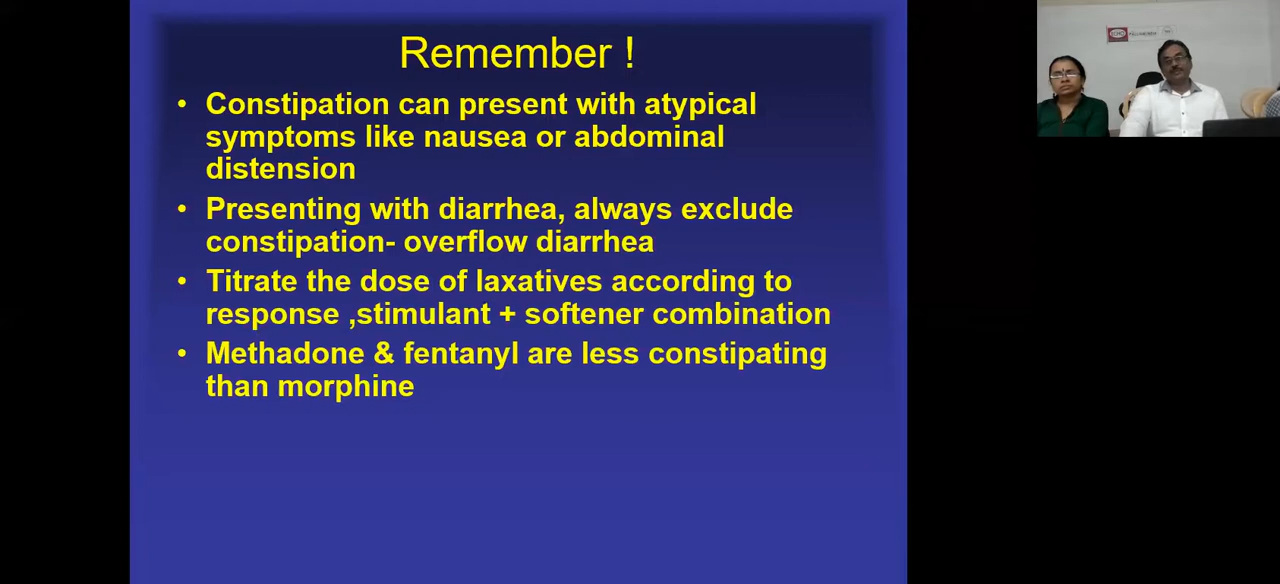 Remember !
• Constipation can present with atypical
symptoms like nausea or abdominal
distension
• Presenting with diarrhea, always exclude
constipation- overflow diarrhea
• Titrate the dose of laxatives according to
response ,stimulant + softener combination
• Methadone & fentanyl are less constipating
than morphine